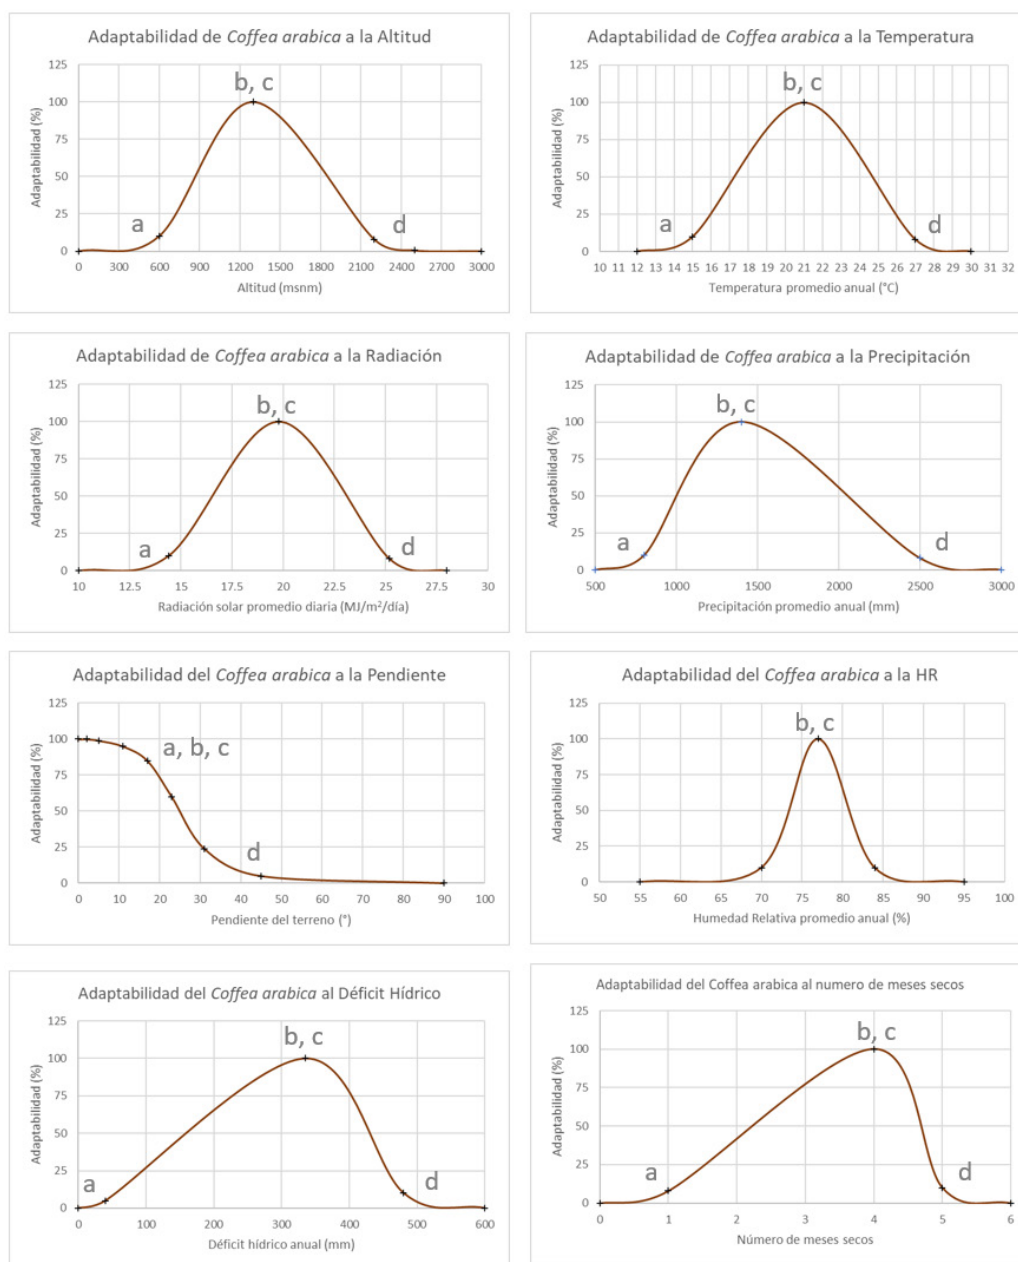 Adaptabilidad de Coffea arabica a la Altitud
Adaptabilidad (%)
125
100
75
50
25
0
b, c
a
d
0 300 600 900 1200 1500 1800 2100 2400 2700 3000
Altitud (msnm)
Adaptabilidad de Coffea arabica a la Temperatura
Adaptabilidad (%)
125
100
75
50
25
0
b, c
a
d
10 11 12 13 14 15 16 17 18 19 20 21 22 23 24 25 26 27 28 29 30 31 32
Temperatura promedio anual (°C)
Adaptabilidad de Coffea arabica a la Radiación
Adaptabilidad (%)
125
100
75
50
25
0
b, c
a
d
10 12.5 15 17.5 20 22.5 25 27.5 30
Radiación solar promedio diaria (MJ/m²/día)
Adaptabilidad de Coffea arabica a la Precipitación
Adaptabilidad (%)
125
100
75
50
25
0
b, c
a
d
500 1000 1500 2000 2500 3000
Precipitación promedio anual (mm)
Adaptabilidad del Coffea arabica a la Pendiente
Adaptabilidad (%)
125
100
75
50
25
0
a, b, c
d
0 10 20 30 40 50 60 70 80 90 100
Pendiente del terreno (°)
Adaptabilidad del Coffea arabica a la HR
Adaptabilidad (%)
125
100
75
50
25
0
b, c
50 55 60 65 70 75 80 85 90 95 100
Humedad Relativa promedio anual (%)
Adaptabilidad del Coffea arabica al Déficit Hídrico
Adaptabilidad (%)
125
100
75
50
25
0
b, c
a
d
0 100 200 300 400 500 600
Déficit hídrico anual (mm)
Adaptabilidad del Coffea arabica al numero de meses secos
Adaptabilidad (%)
125
100
75
50
25
0
b, c
a
d
0 1 2 3 4 5 6
Número de meses secos